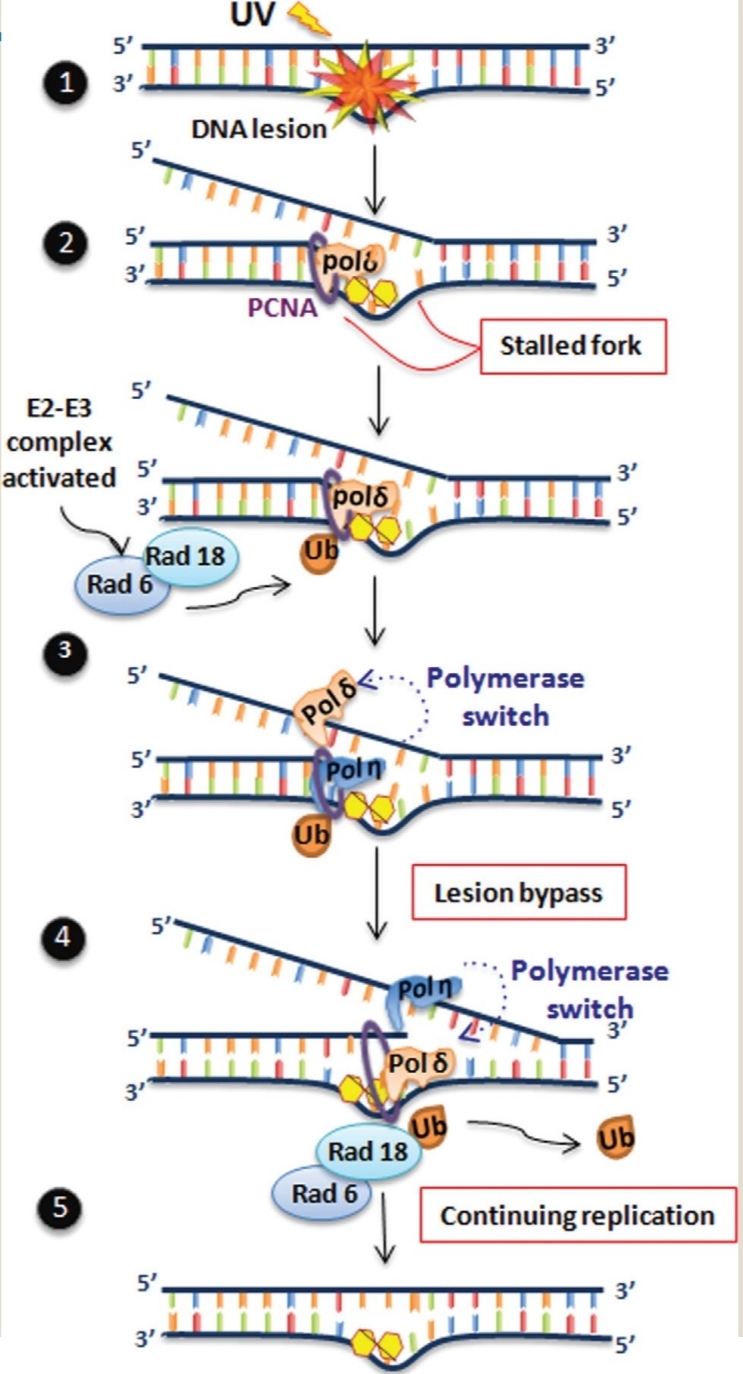 UV
5’ 3’
1
3’ 5’
DNA lesion
5’
5’ 3’
2
polδ
3’ 5’
PCNA
Stalled fork
5’
E2-E3
complex
activated
5’ 3’
polδ
3’ 5’
Ub
Rad 18
Rad 6
3
5’
Pol δ
Polymerase
switch
5’ 3’
Pol η
3’ 5’
Ub
Lesion bypass
4
5’
Pol η
Polymerase
switch
5’ 3’
Pol δ
3’ 5’
Ub
Ub
Rad 18
Rad 6
5
Continuing replication
5’ 3’
3’ 5’